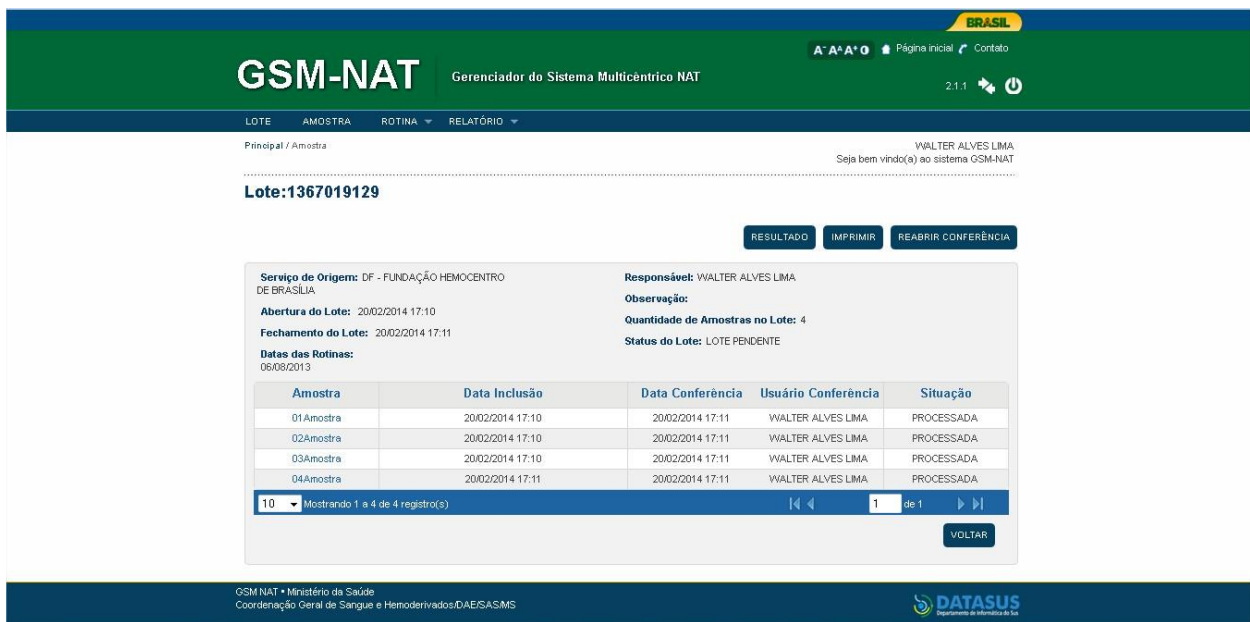 BRASIL
A- A^A A+ Página inicial Contato
GSM-NAT Gerenciador do Sistema Multicêntrico NAT
2.1.1
LOTE AMOSTRA ROTINA RELATÓRIO
Principal / Amostra
WALTER ALVES LIMA
Seja bem vindo(a) ao sistema GSM-NAT
Lote:1367019129
RESULTADO IMPRIMIR REABRIR CONFERÊNCIA
Serviço de Origem: DF - FUNDAÇÃO HEMOCENTRO
DE BRASÍLIA
Abertura do Lote: 20/02/2014 17:10
Fechamento do Lote: 20/02/2014 17:11
Datas das Rotinas:
06/08/2013
Responsável: WALTER ALVES LIMA
Observação:
Quantidade de Amostras no Lote: 4
Status do Lote: LOTE PENDENTE
Amostra Data Inclusão Data Conferência Usuário Conferência Situação
01Amostra 20/02/2014 17:10 20/02/2014 17:11 WALTER ALVES LIMA PROCESSADA
02Amostra 20/02/2014 17:10 20/02/2014 17:11 WALTER ALVES LIMA PROCESSADA
03Amostra 20/02/2014 17:10 20/02/2014 17:11 WALTER ALVES LIMA PROCESSADA
04Amostra 20/02/2014 17:11 20/02/2014 17:11 WALTER ALVES LIMA PROCESSADA
10 Mostrando 1 a 4 de 4 registro(s) 1 de 1
VOLTAR
GSM NAT • Ministério da Saúde
Coordenação Geral de Sangue e Hemoderivados/DAE/SAS/MS
DATASUS
Departamento de Informática do Sus